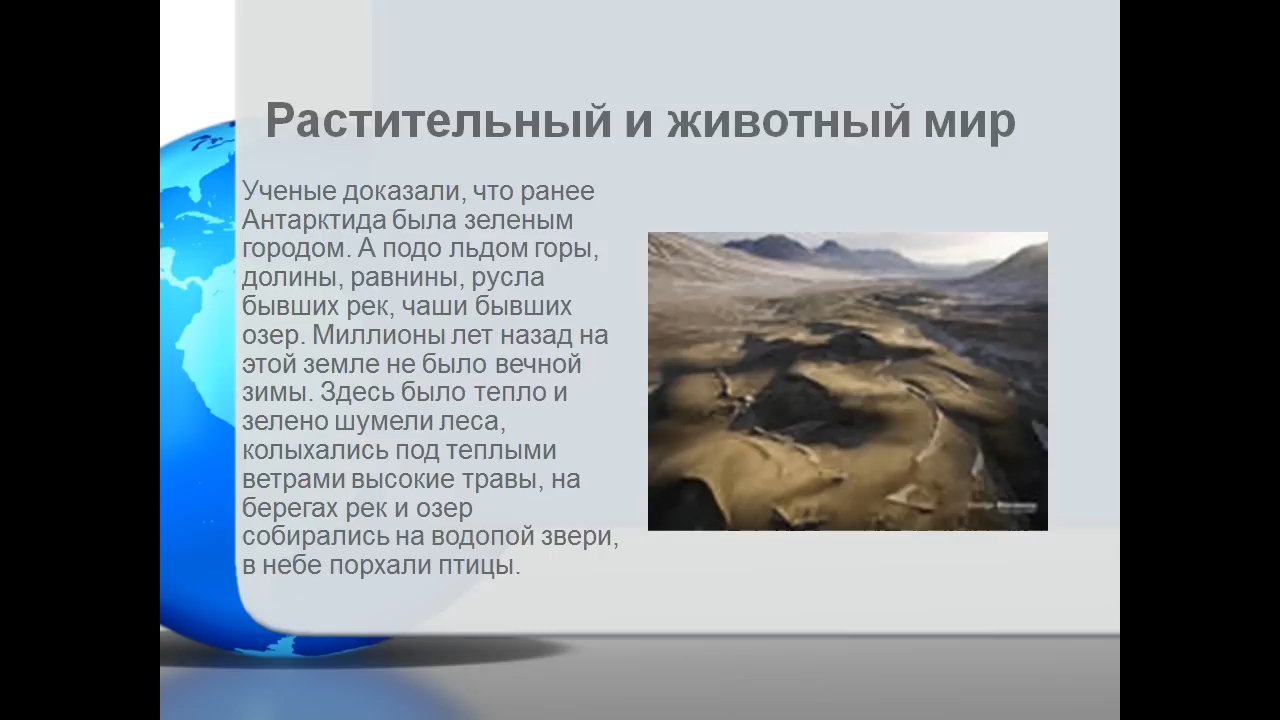 Растительный и животный мир
Ученые доказали, что ранее
Антарктида была зеленым
городом. А подо льдом горы,
долины, равнины, русла
бывших рек, чаши бывших
озер. Миллионы лет назад на
этой земле не было вечной
зимы. Здесь было тепло и
зелено шумели леса,
колыхались под теплыми
ветрами высокие травы, на
берегах рек и озер
собирались на водопой звери,
в небе порхали птицы.